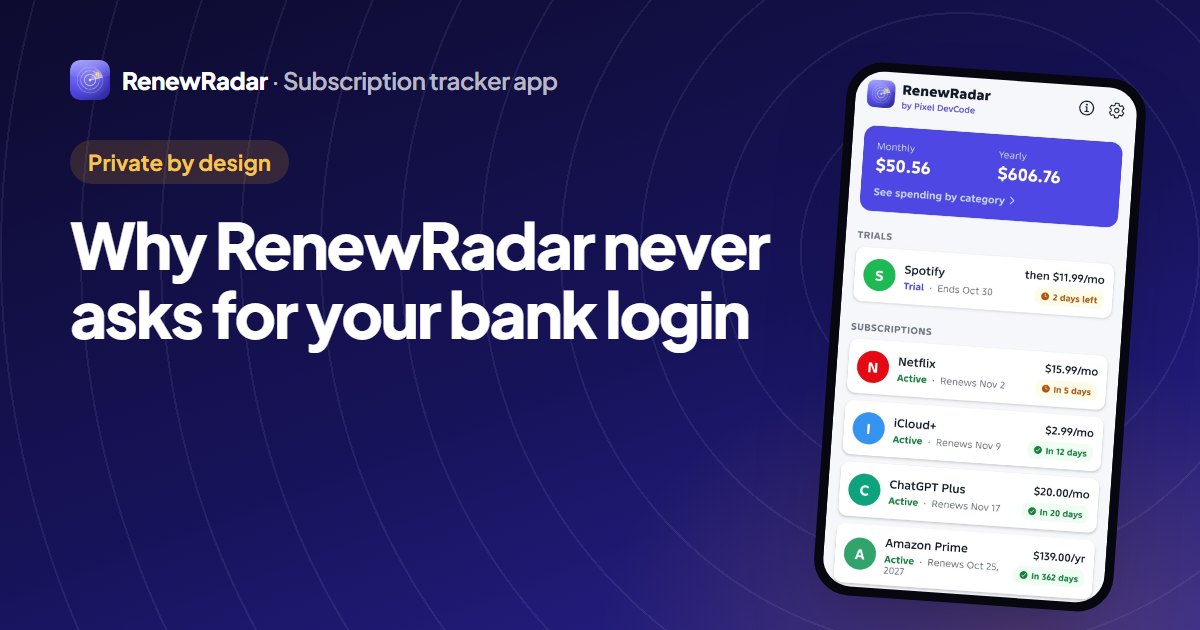 RenewRadar · Subscription tracker app
Private by design
Why RenewRadar never
asks for your bank login
RenewRadar
by Pixel DevCode
Monthly
$50.56
Yearly
$606.76
See spending by category >
TRIALS
S
Spotify
Trial · Ends Oct 30
then $11.99/mo
2 days left
SUBSCRIPTIONS
N
Netflix
Active · Renews Nov 2
$15.99/mo
In 5 days
I
iCloud+
Active · Renews Nov 9
$2.99/mo
In 12 days
C
ChatGPT Plus
Active · Renews Nov 17
$20.00/mo
In 20 days
A
Amazon Prime
Active · Renews Oct 25,
2027
$139.00/yr
In 362 days